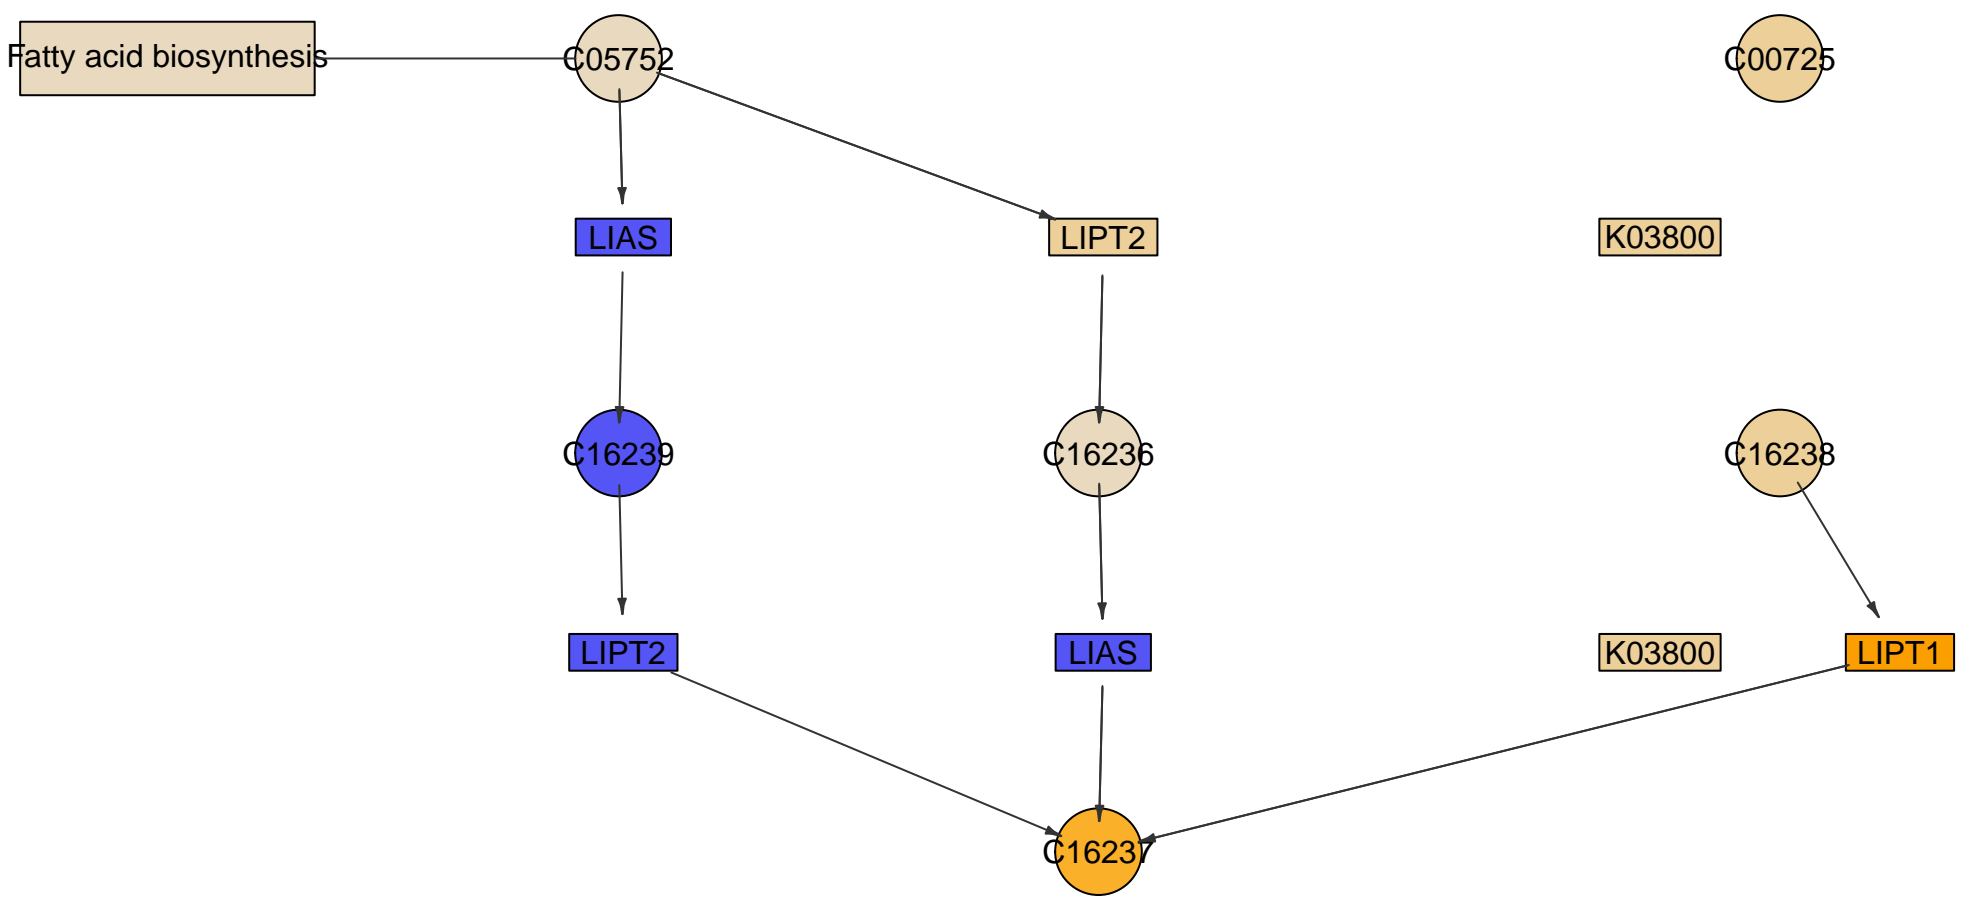 Fatty acid biosynthesis
C05752
C00725
LIAS
LIPT2
K03800
C16239
C16236
C16238
LIPT2
LIAS
K03800
LIPT1
C16237